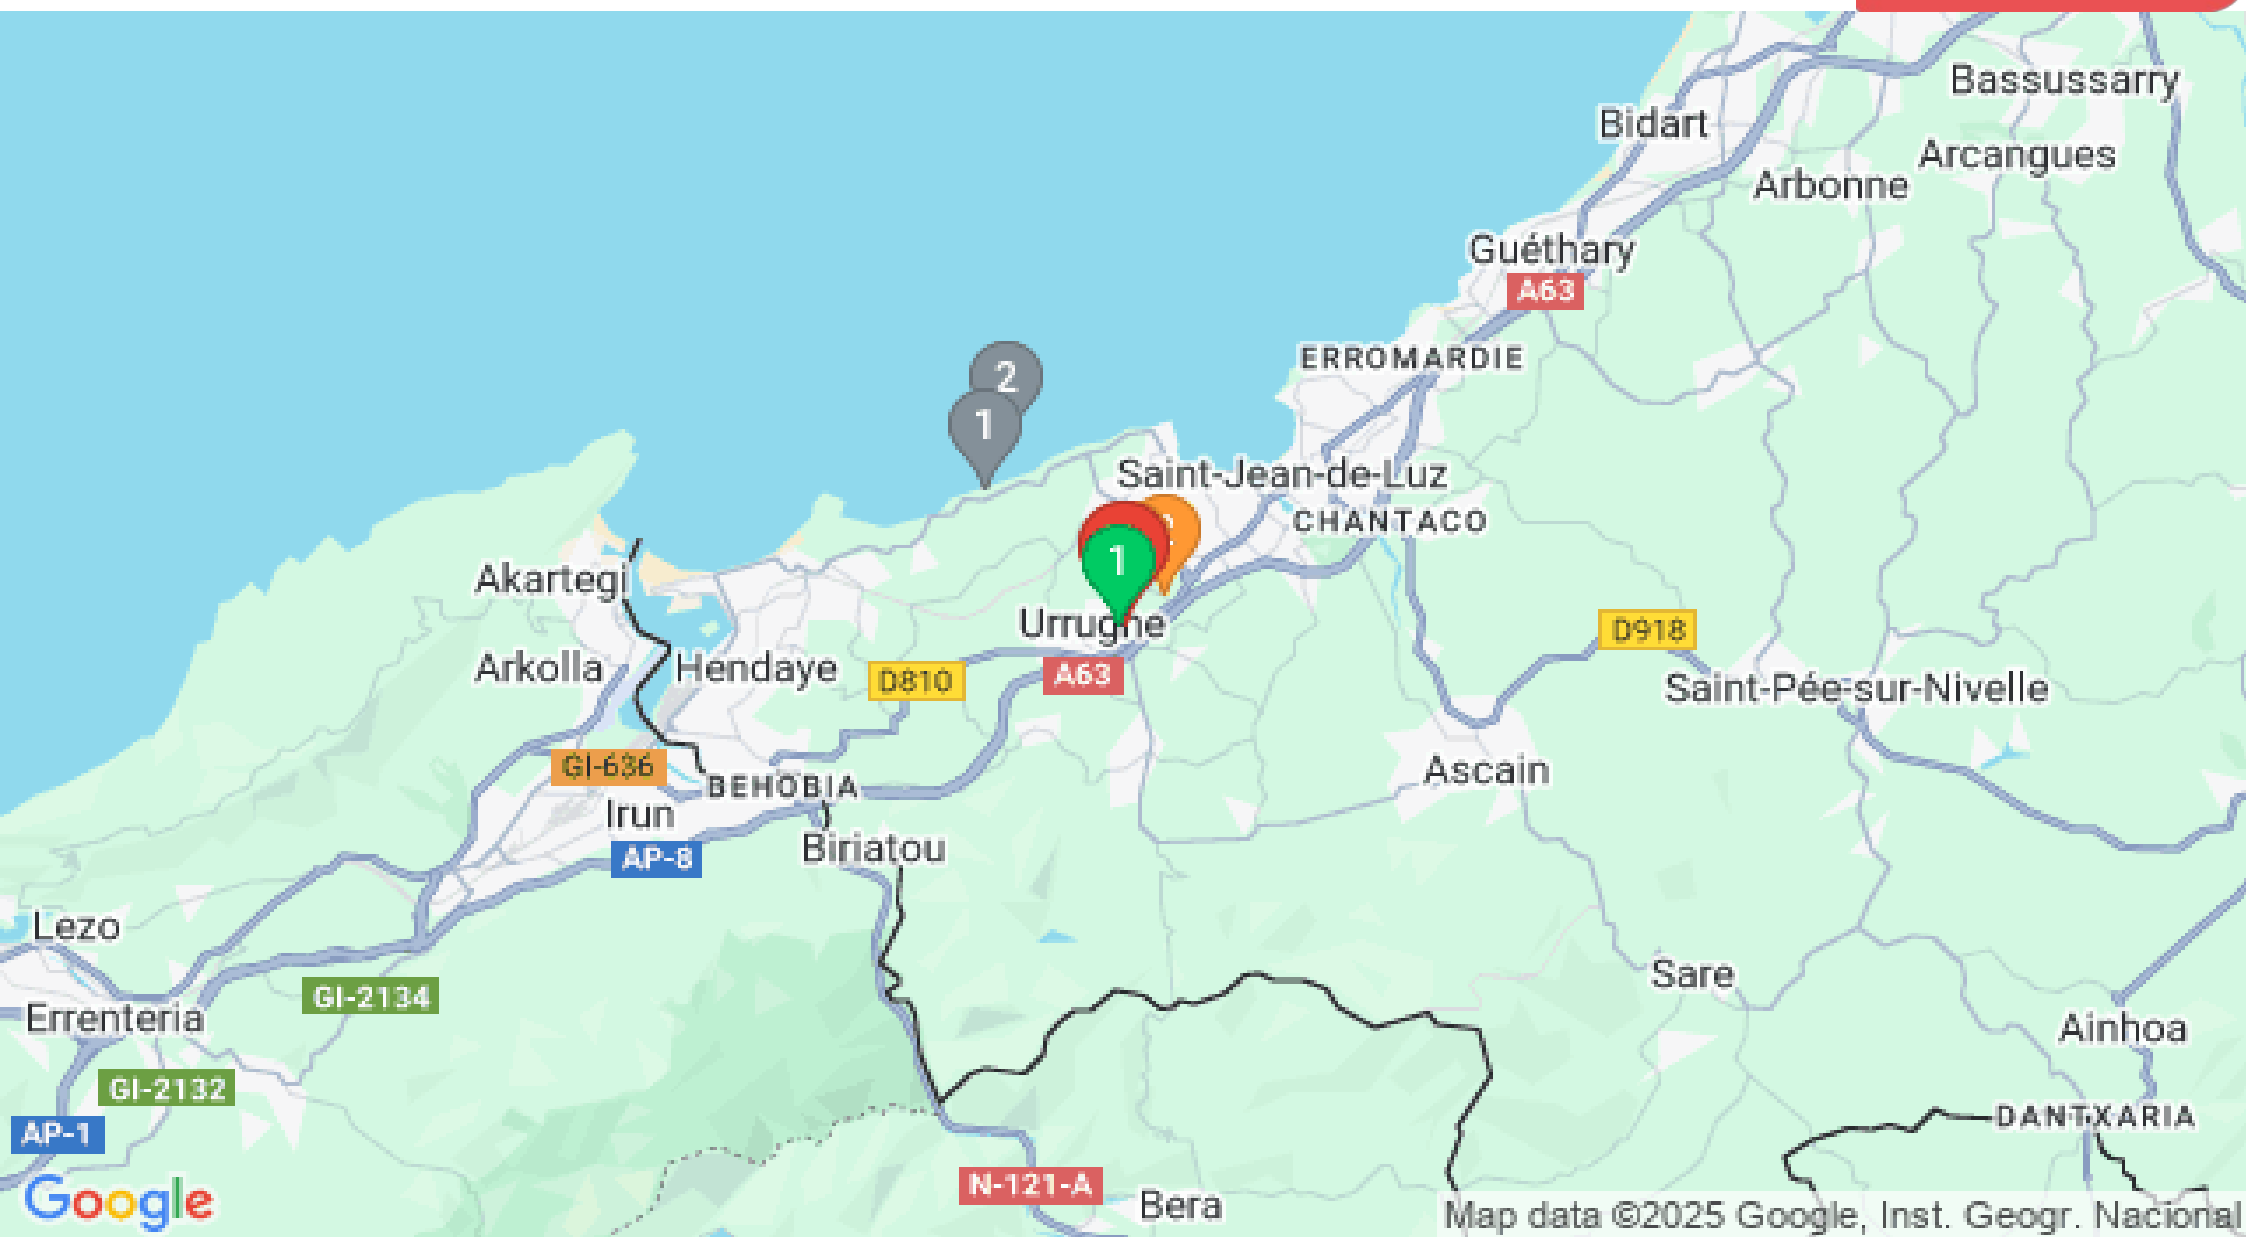 Bassussarry
Bidart
Arcangues
Arbonne
Guéthary
A63
ERROMARDIE
2
1
Saint-Jean-de-Luz
CHANTACO
1
Akartegi
Urrugne
D918
Arkolla
Hendaye
D810
A63
Saint-Pée-sur-Nivelle
GI-636
BEHOBIA
Ascain
Irun
Biriatou
AP-8
Lezo
Sare
GI-2134
Errenteria
Ainhoa
GI-2132
DANTXARIA
AP-1
N-121-A
Google
Bera
Map data ©2025 Google, Inst. Geogr. Nacional